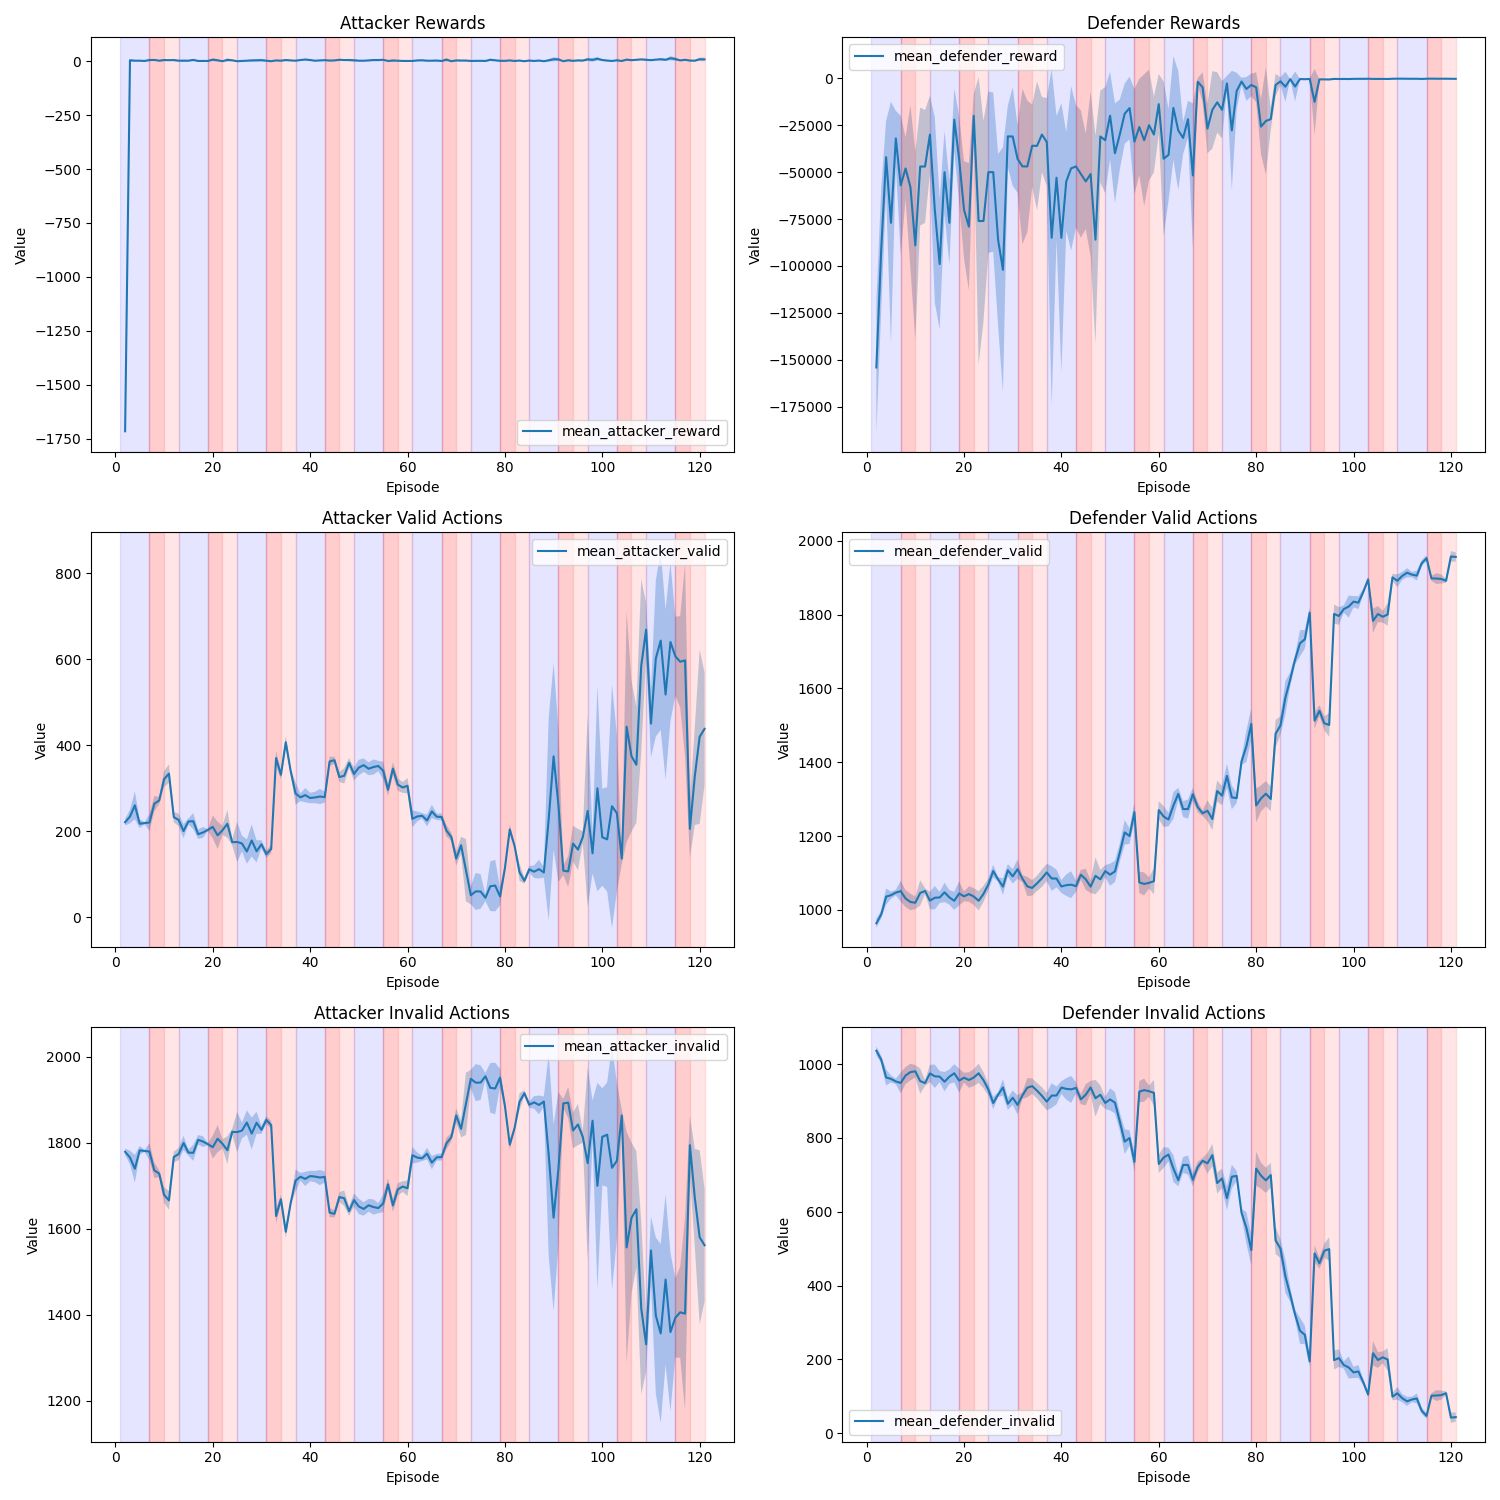 Attacker Rewards
0
−250
−500
−750
−1000
−1250
−1500
−1750
Value
mean_attacker_reward
0 20 40 60 80 100 120
Episode
Defender Rewards
mean_defender_reward
0
−25000
−50000
−75000
−100000
−125000
−150000
−175000
Value
0 20 40 60 80 100 120
Episode
Attacker Valid Actions
mean_attacker_valid
800
600
400
200
0
Value
0 20 40 60 80 100 120
Episode
Defender Valid Actions
mean_defender_valid
2000
1800
1600
1400
1200
1000
Value
0 20 40 60 80 100 120
Episode
Attacker Invalid Actions
mean_attacker_invalid
2000
1800
1600
1400
1200
Value
0 20 40 60 80 100 120
Episode
Defender Invalid Actions
1000
800
600
400
200
0
Value
mean_defender_invalid
0 20 40 60 80 100 120
Episode